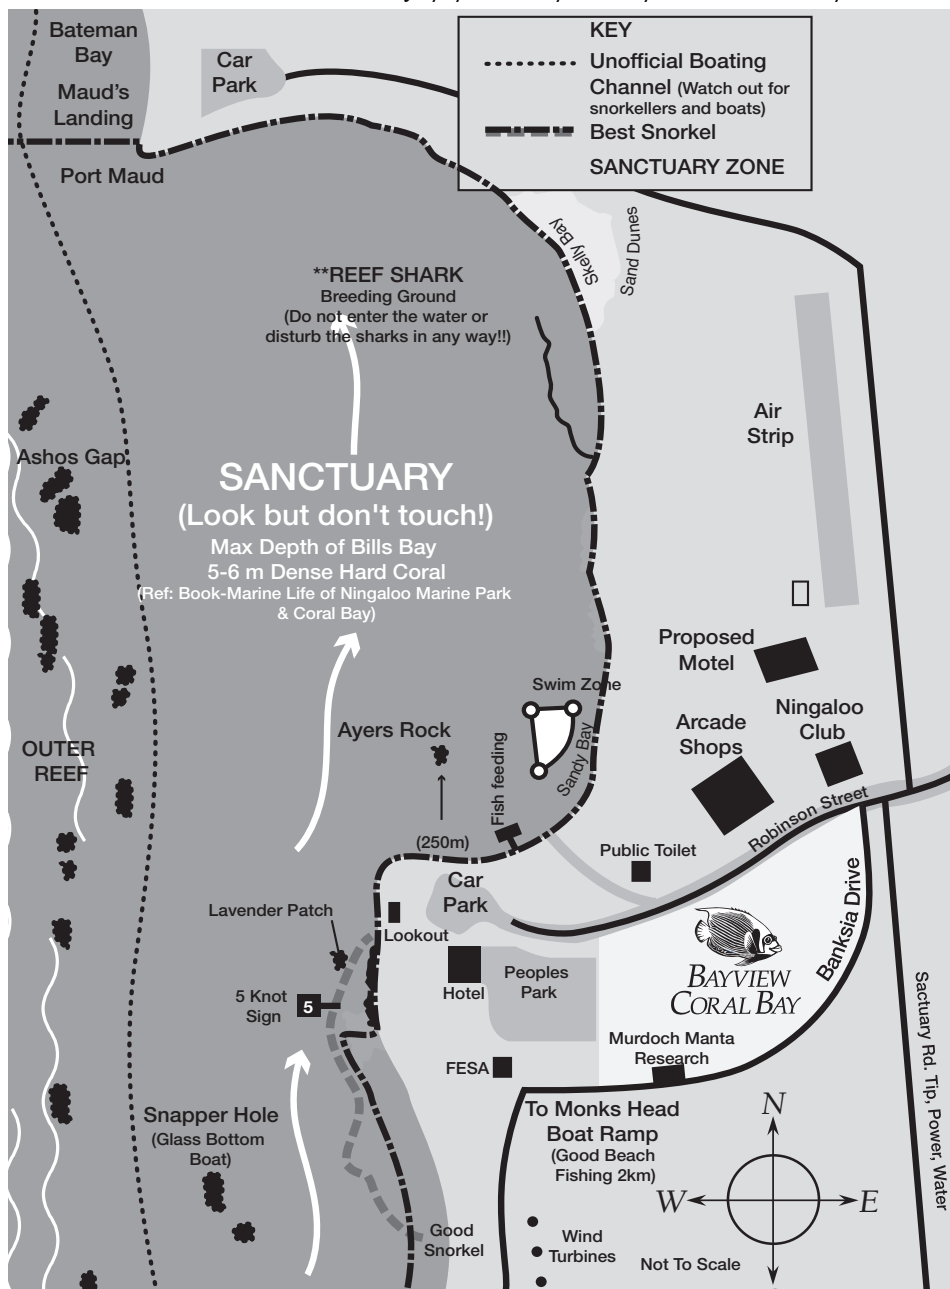 Bateman
Bay
Maud's
Landing
Port Maud
Car
Park
KEY
Unofficial Boating
Channel (Watch out for
snorkellers and boats)
Best Snorkel
SANCTUARY ZONE
Skelly Bay
Sand Dunes
**REEF SHARK
Breeding Ground
(Do not enter the water or
disturb the sharks in any way!!)
Air
Strip
Ashos Gap
SANCTUARY
(Look but don't touch!)
Max Depth of Bills Bay
5-6 m Dense Hard Coral
(Ref: Book-Marine Life of Ningaloo Marine Park
& Coral Bay)
Proposed
Motel
Swim Zone
Sandy Bay
Ningaloo
Club
Arcade
Shops
Ayers Rock
OUTER
REEF
Fish feeding
(250m)
Robinson Street
Public Toilet
Car
Park
Banksia Drive
Lavender Patch
Lookout
BAYVIEW
CORAL BAY
Hotel
Peoples
Park
5 Knot
Sign
5
Murdoch Manta
Research
FESA
Sactuary Rd. Tip, Power, Water
Snapper Hole
(Glass Bottom
Boat)
To Monks Head
Boat Ramp
(Good Beach
Fishing 2km)
N
W
E
Good
Snorkel
Wind
Turbines
Not To Scale